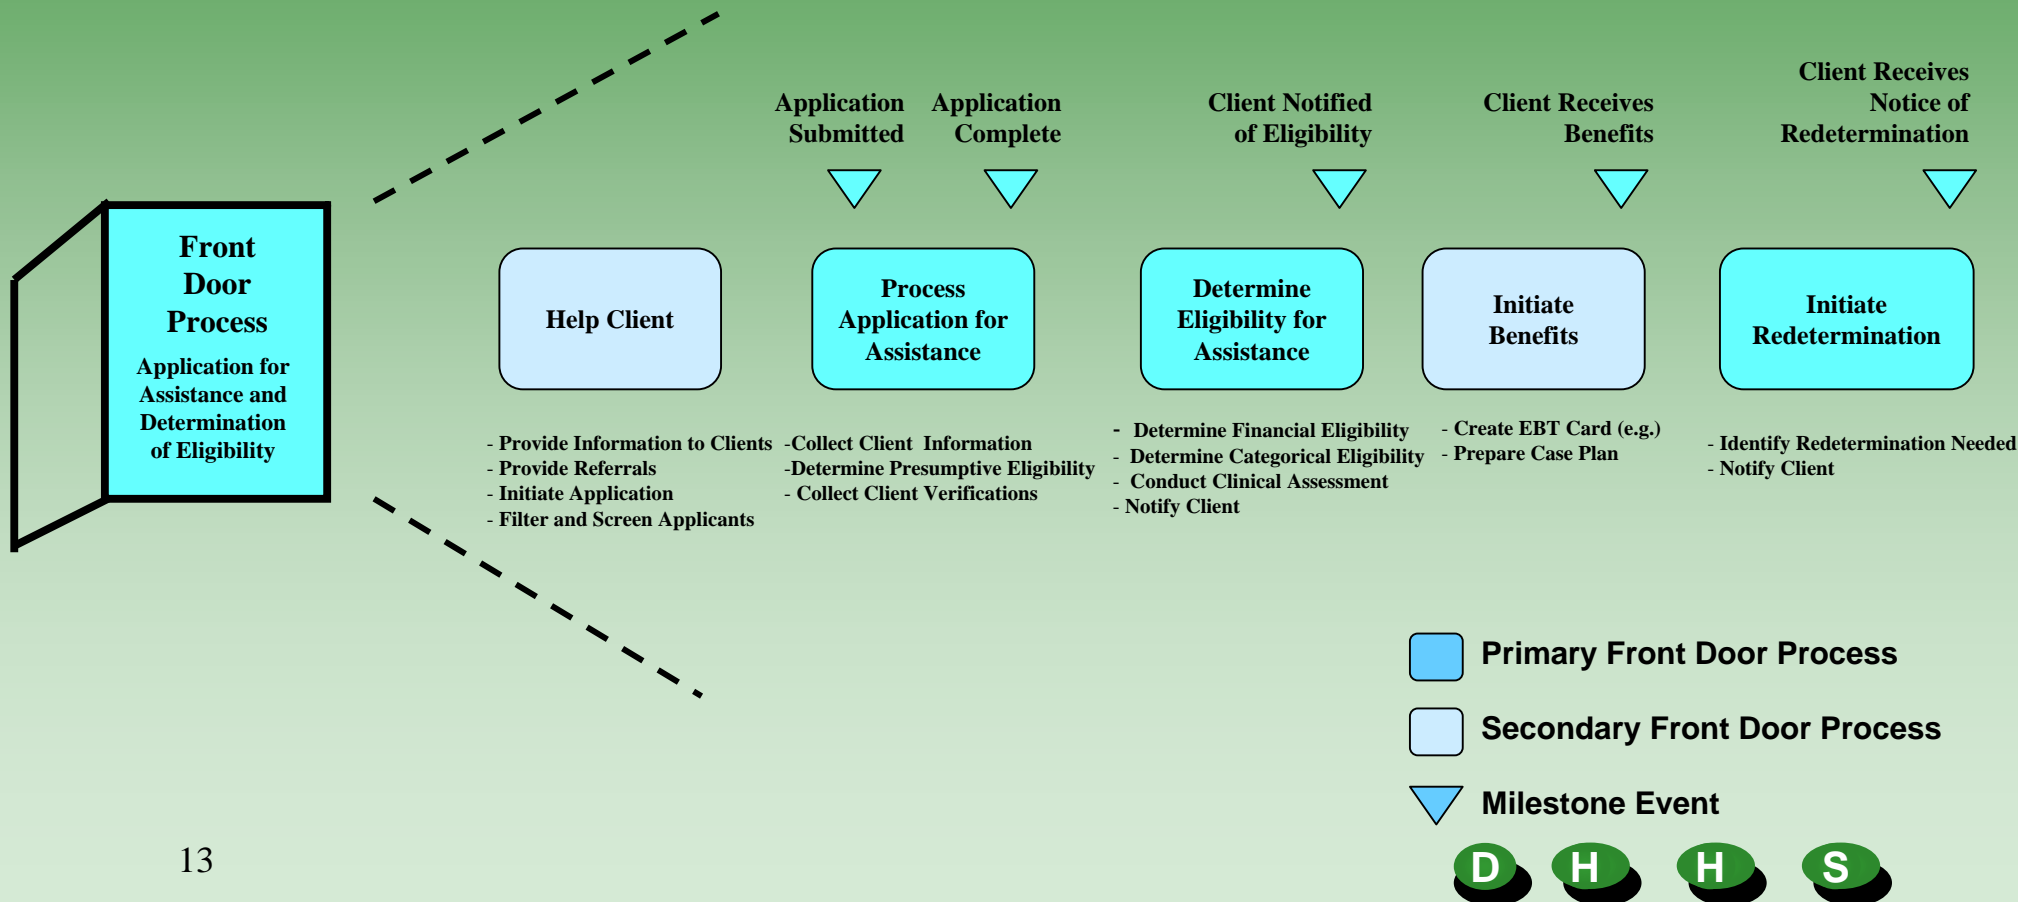 Application
Submitted
Application
Complete
Client Notified
of Eligibility
Client Receives
Benefits
Client Receives
Notice of
Redetermination
Front
Door
Process
Application for
Assistance and
Determination
of Eligibility
Help Client
Process
Application for
Assistance
Determine
Eligibility for
Assistance
Initiate
Benefits
Initiate
Redetermination
- Provide Information to Clients
- Provide Referrals
- Initiate Application
- Filter and Screen Applicants
-Collect Client Information
-Determine Presumptive Eligibility
- Collect Client Verifications
- Determine Financial Eligibility
- Determine Categorical Eligibility
- Conduct Clinical Assessment
- Notify Client
- Create EBT Card (e.g.)
- Prepare Case Plan
- Identify Redetermination Needed
- Notify Client
Primary Front Door Process
Secondary Front Door Process
Milestone Event
13
D H H S